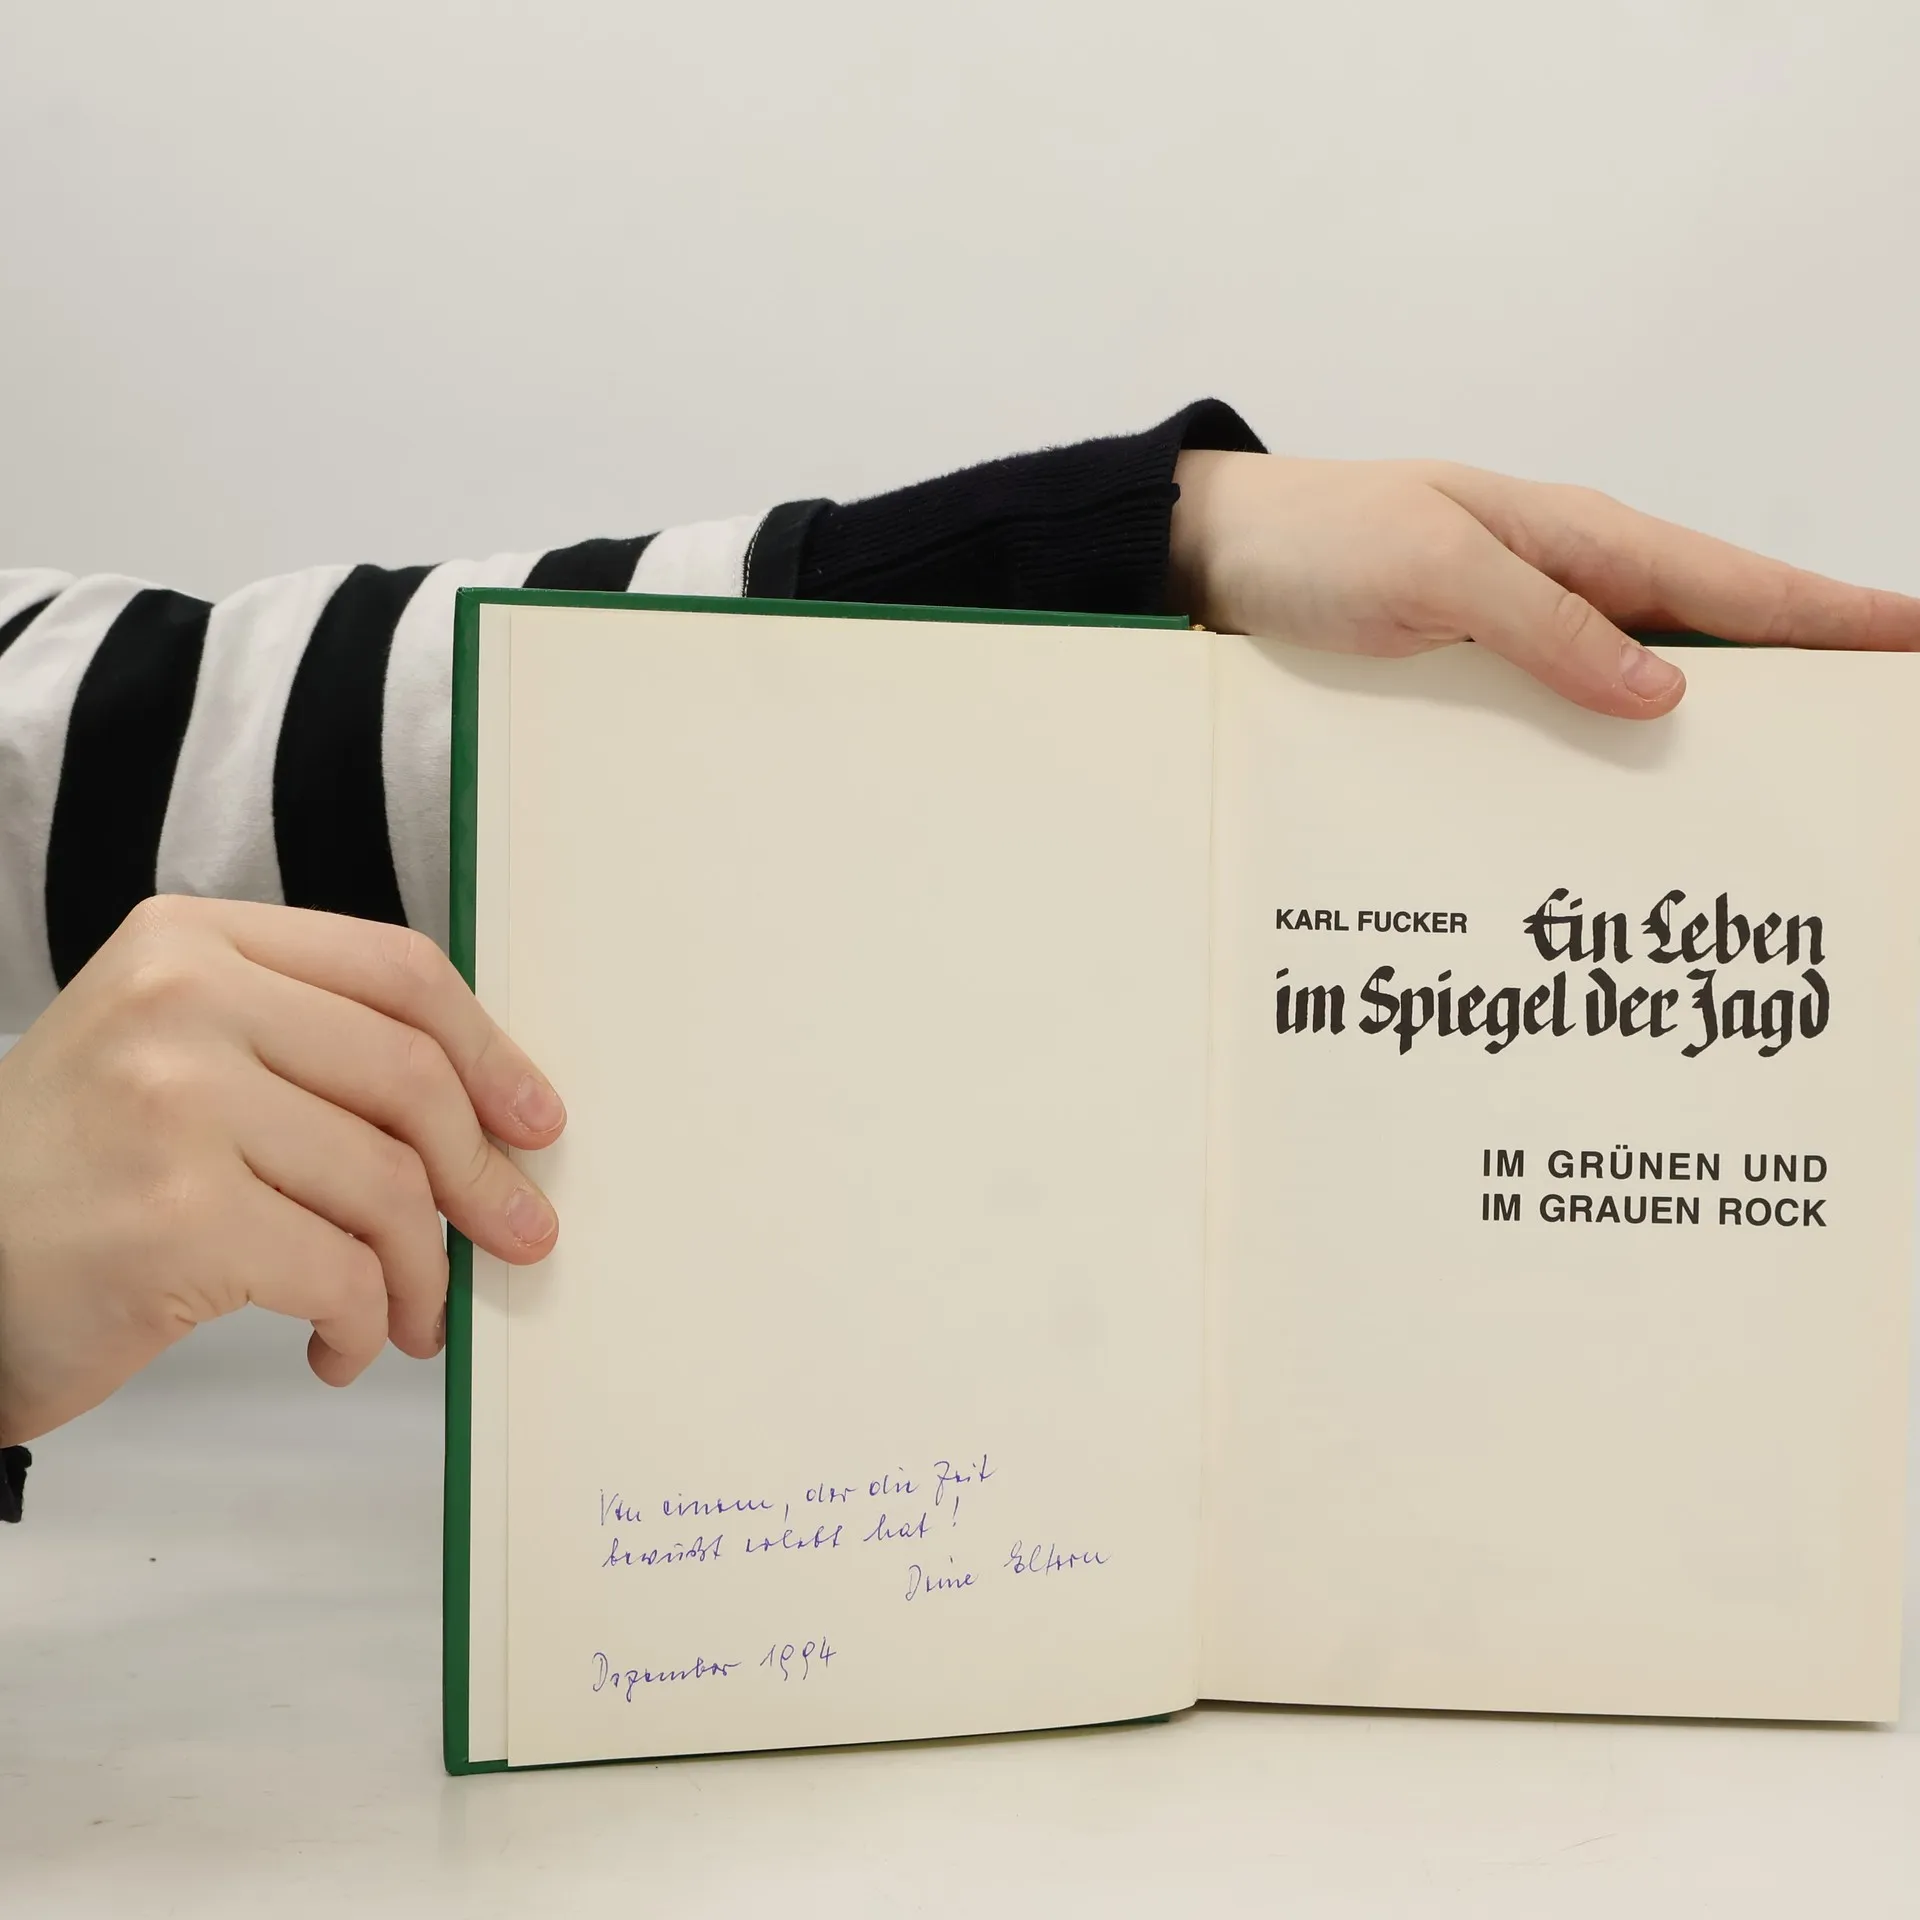 Von einem, der die Zeit
bewußt erlebt hat!
Deine Eltern
Dezember 1994
KARL FUCKER Ein Leben
im Spiegel der Jagd
IM GRÜNEN UND
IM GRAUEN ROCK